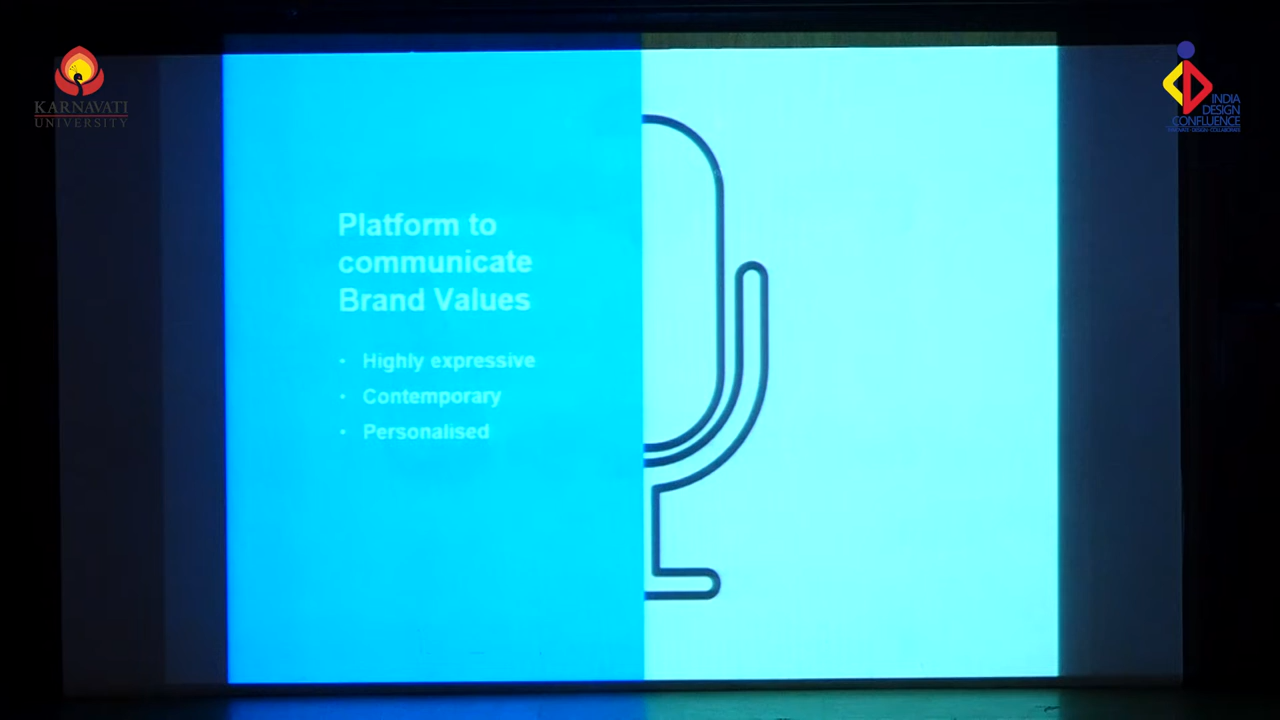 KARNAVATI
UNIVERSITY
INDIA
DESIGN
CONFLUENCE
Platform to
communicate
Brand Values
• Highly expressive
• Contemporary
• Personalised